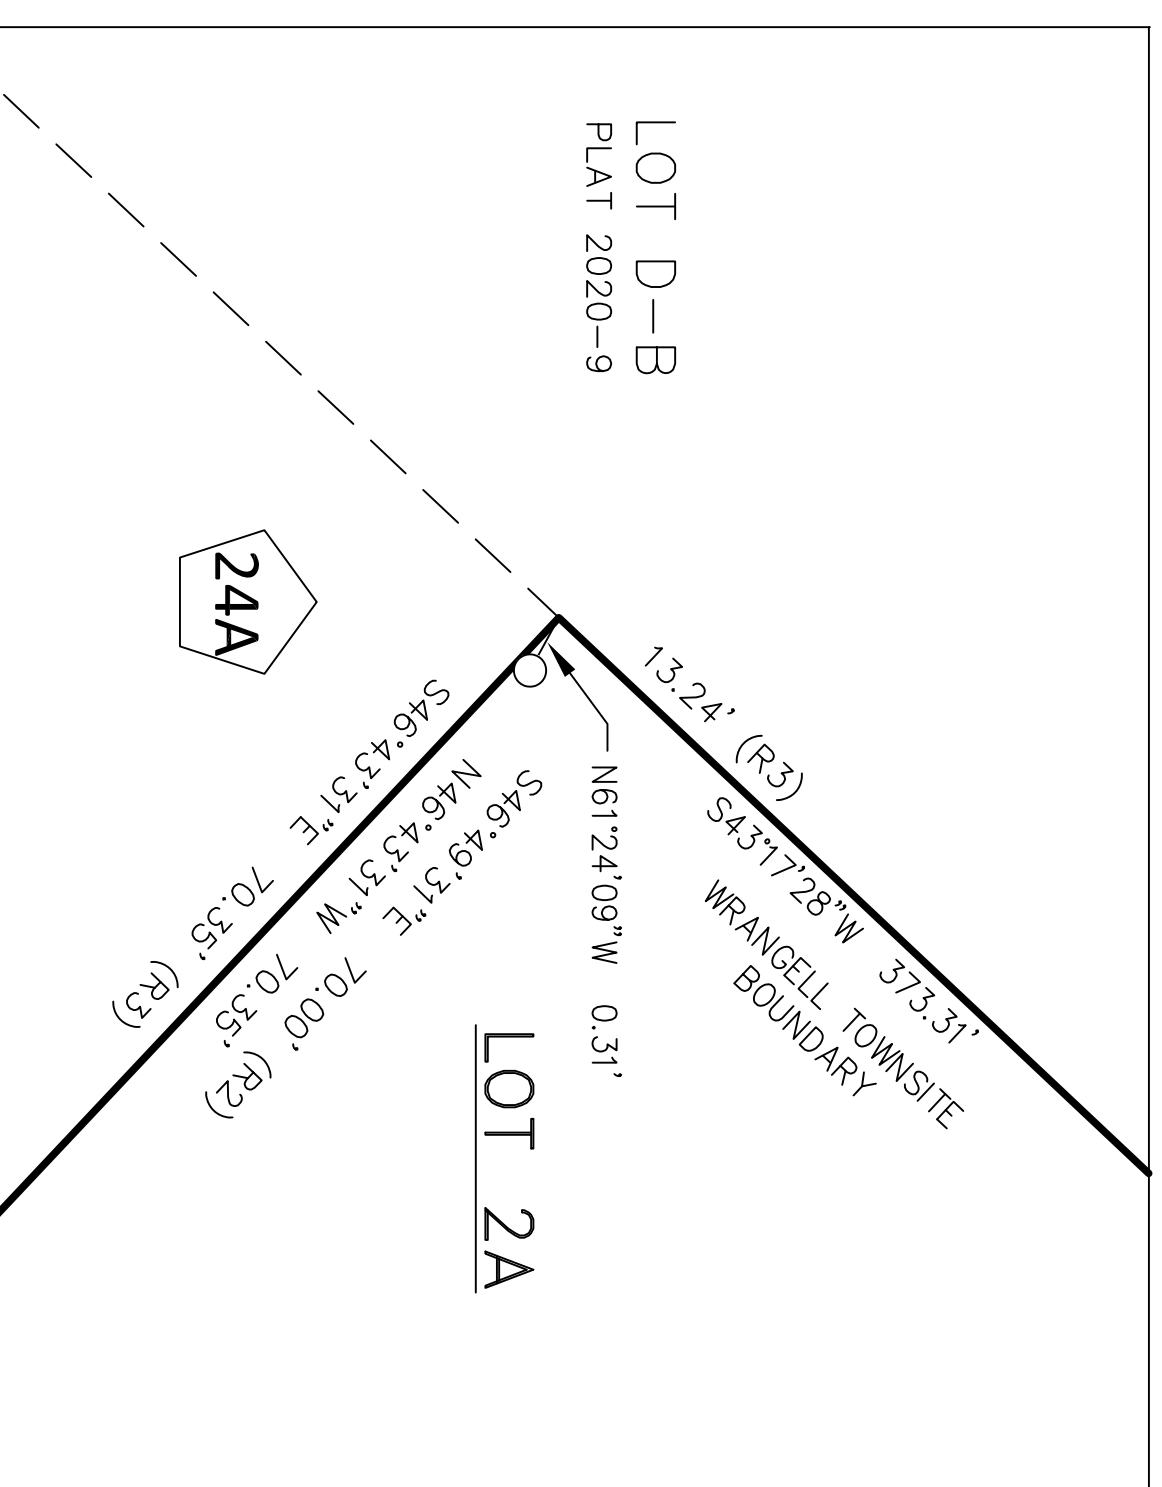 LOT D-B
PLAT 2020-9
13.24' (R3)
S43°17'28"W 373.31'
WRANGELL TOWNSITE
BOUNDARY
N61°24'09"W 0.31'
LOT 2A
S46°49'31"E 70.00' (R2)
N46°43'31"W 70.35'
S46°43'31"E 70.35' (R3)
24A